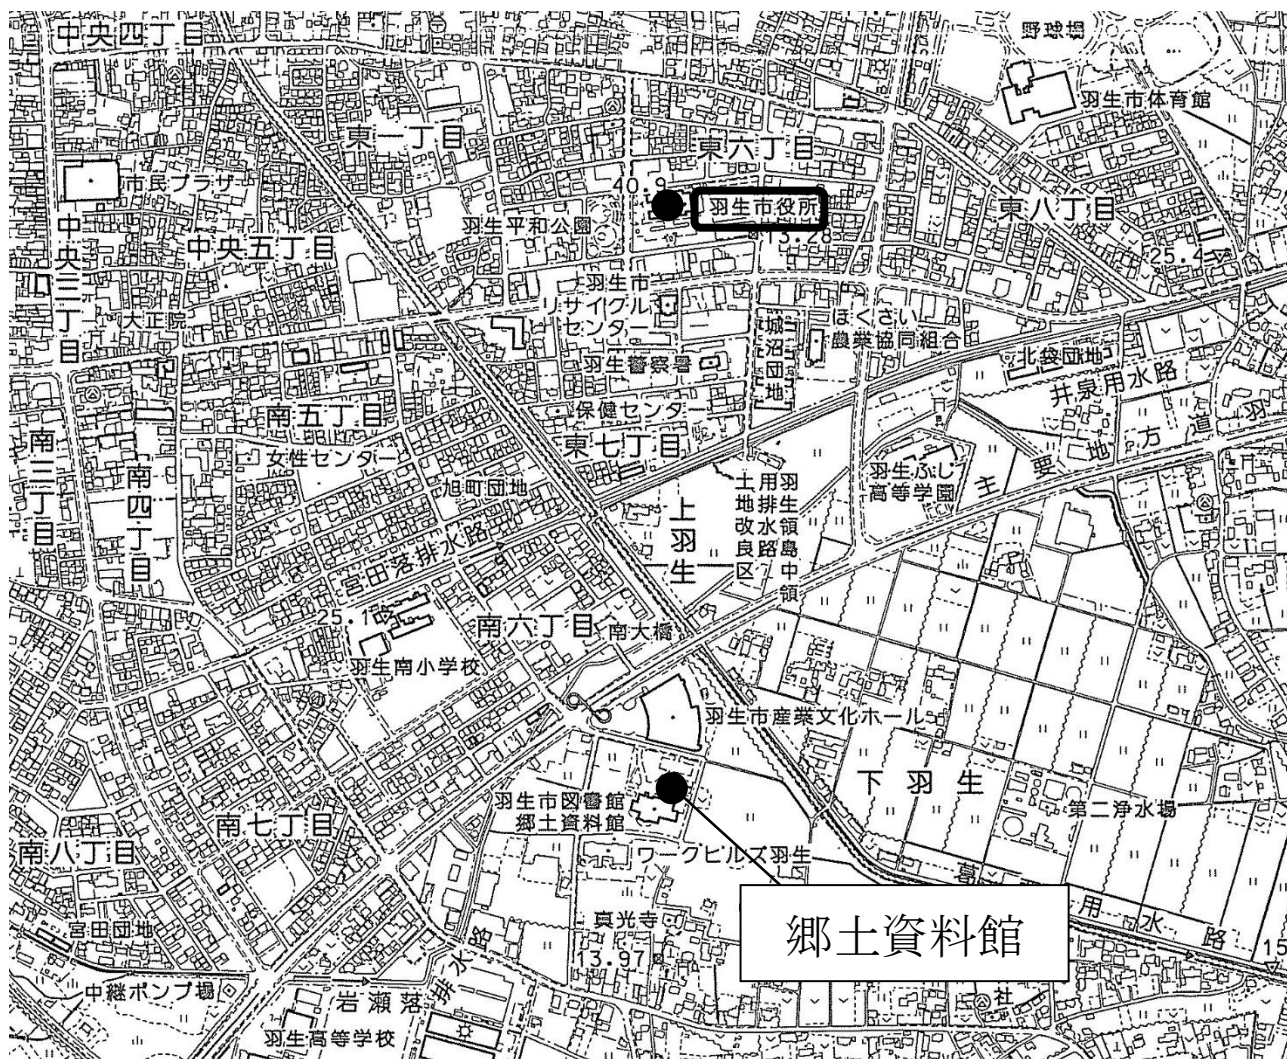 中央四丁目
野球場
羽生市体育館
東一丁目
東六丁目
市民プラザ
40.9
羽生市役所
東八丁目
羽生平和公園
13.28
中央三丁目
中央五丁目
25.4
羽生市
リサイクル
センター
大正院
城沼団地
ほくさい
農業協同組合
北袋団地
羽生警察署
井泉用水路
南五丁目
保健センター
東七丁目
主要地方道
羽
南三丁目
南四丁目
女性センター
旭町団地
羽生ふじ
高等学園
上羽生
羽生領島中領
用排水路
土地改良区
宮田落排水路
25.7
南六丁目
南大橋
羽生南小学校
羽生市産業文化ホール
下羽生
羽生市図書館
郷土資料館
第二浄水場
南七丁目
南八丁目
ワークヒルズ羽生
葛
用水路
郷土資料館
真光寺
宮田団地
13.97
15
中継ポンプ場
岩瀬落排水路
社
羽生高等学校